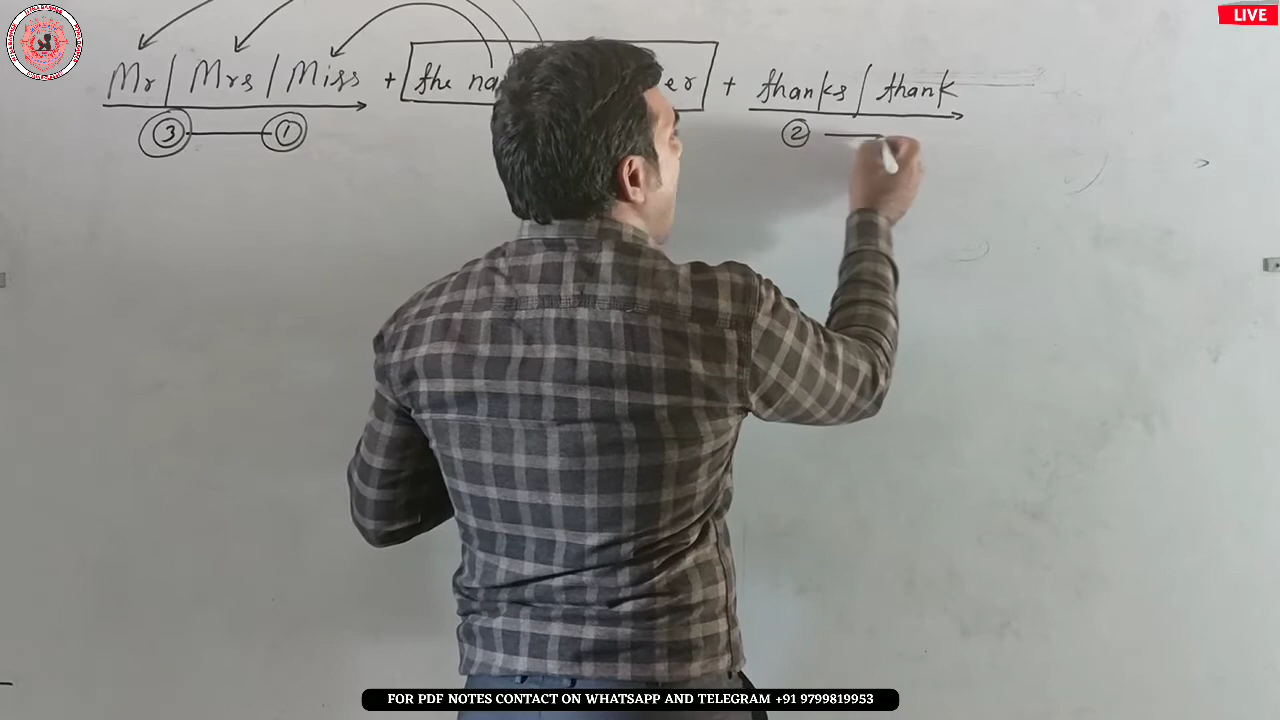 LIVE
Mr / Mrs / Miss + the na er + thanks / thank
3 1 2
FOR PDF NOTES CONTACT ON WHATSAPP AND TELEGRAM +91 9799819953